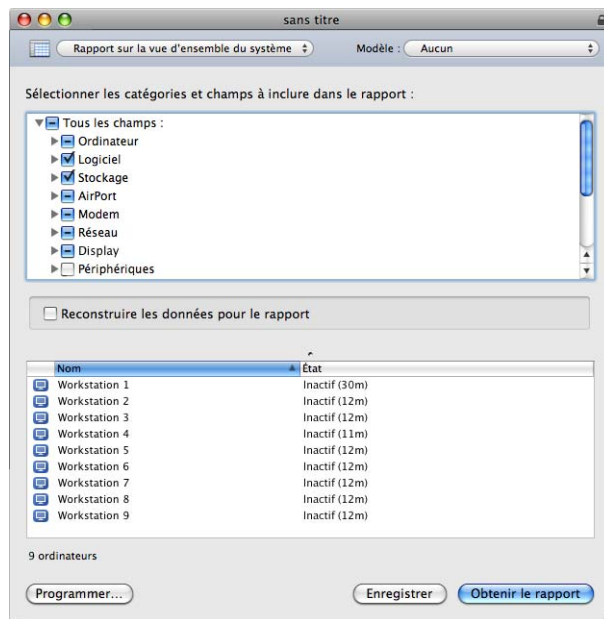 sans titre
Rapport sur la vue d'ensemble du système Modèle : Aucun
Sélectionner les catégories et champs à inclure dans le rapport :
Tous les champs :
Ordinateur
Logiciel
Stockage
AirPort
Modem
Réseau
Display
Périphériques
Reconstruire les données pour le rapport
Nom État
Workstation 1 Inactif (30m)
Workstation 2 Inactif (12m)
Workstation 3 Inactif (12m)
Workstation 4 Inactif (11m)
Workstation 5 Inactif (12m)
Workstation 6 Inactif (12m)
Workstation 7 Inactif (12m)
Workstation 8 Inactif (12m)
Workstation 9 Inactif (12m)
9 ordinateurs
Programmer... Enregistrer Obtenir le rapport